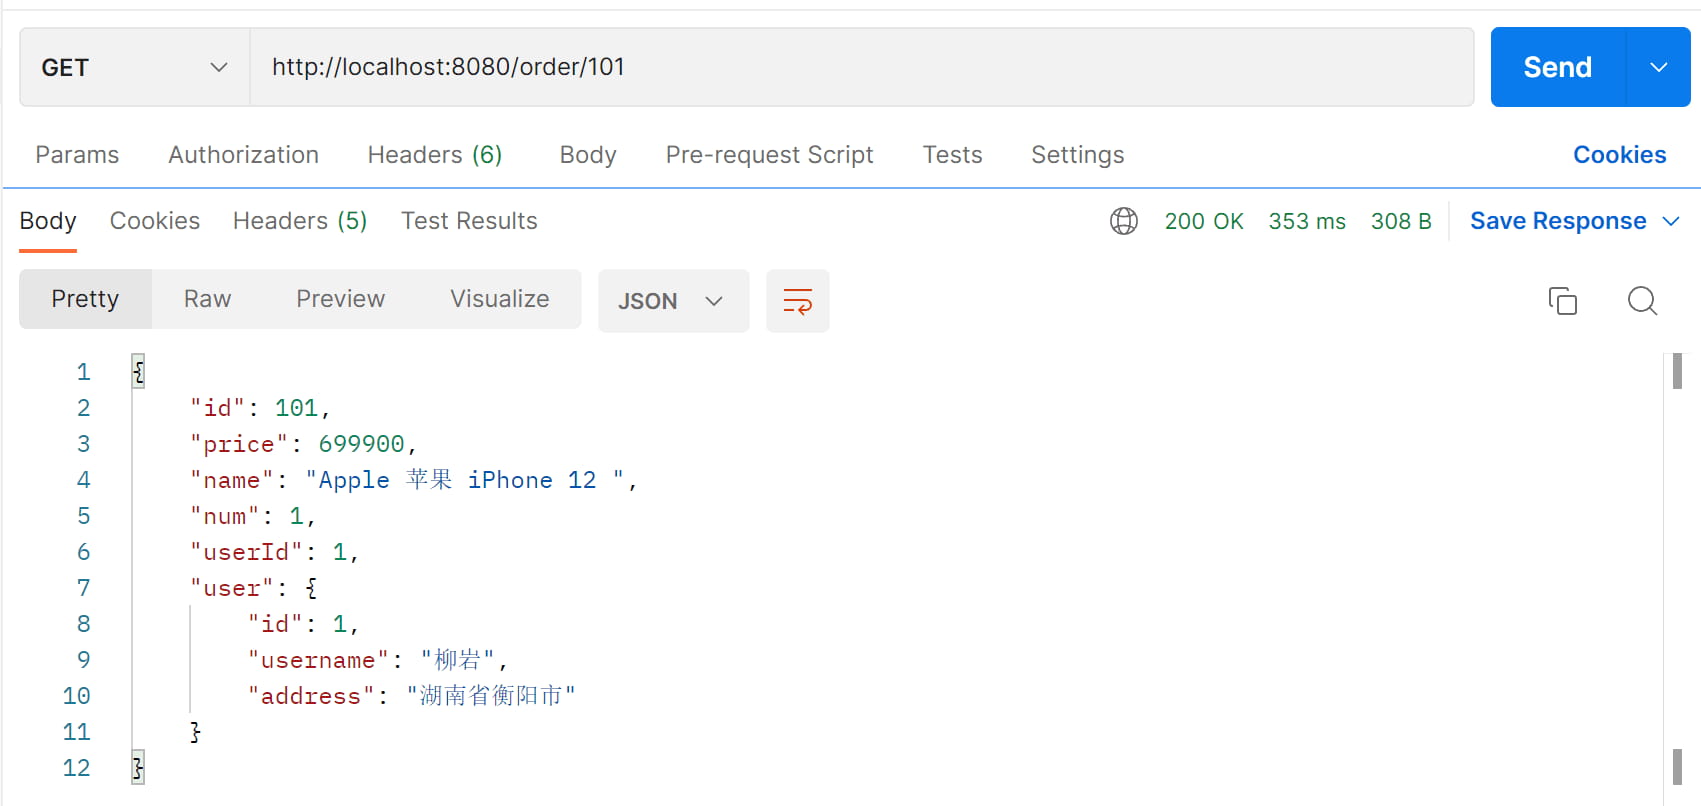 GET http://localhost:8080/order/101 Send
Params Authorization Headers (6) Body Pre-request Script Tests Settings Cookies
Body Cookies Headers (5) Test Results 200 OK 353 ms 308 B Save Response
Pretty Raw Preview Visualize JSON
1 {
2 "id": 101,
3 "price": 699900,
4 "name": "Apple 苹果 iPhone 12 ",
5 "num": 1,
6 "userId": 1,
7 "user": {
8 "id": 1,
9 "username": "柳岩",
10 "address": "湖南省衡阳市"
11 }
12 }